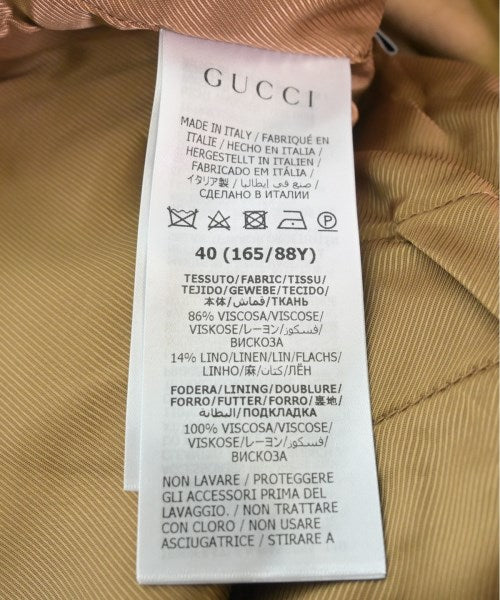 GUCCI
MADE IN ITALY / FABRIQUÉ EN
ITALIE / HECHO EN ITALIA /
HERGESTELLT IN ITALIEN /
FABRICADO EM ITÁLIA /
イタリア製 / صنع في إيطاليا /
СДЕЛАНО В ИТАЛИИ
40 (165/88Y)
TESSUTO/FABRIC/TISSU/
TEJIDO/GEWEBE/TECIDO/
本体/قماش/ТКАНЬ
86% VISCOSA/VISCOSE/
VISKOSE/レーヨン/فسكوز/
ВИСКОЗА
14% LINO/LINEN/LIN/FLACHS/
LINHO/麻/كتان/ЛЁН
FODERA/LINING/DOUBLURE/
FORRO/FUTTER/FORRO/裏地/
البطانة/ПОДКЛАДКА
100% VISCOSA/VISCOSE/
VISKOSE/レーヨン/فسكوز/
ВИСКОЗА
NON LAVARE / PROTEGGERE
GLI ACCESSORI PRIMA DEL
LAVAGGIO. / NON TRATTARE
CON CLORO / NON USARE
ASCIUGATRICE / STIRARE A